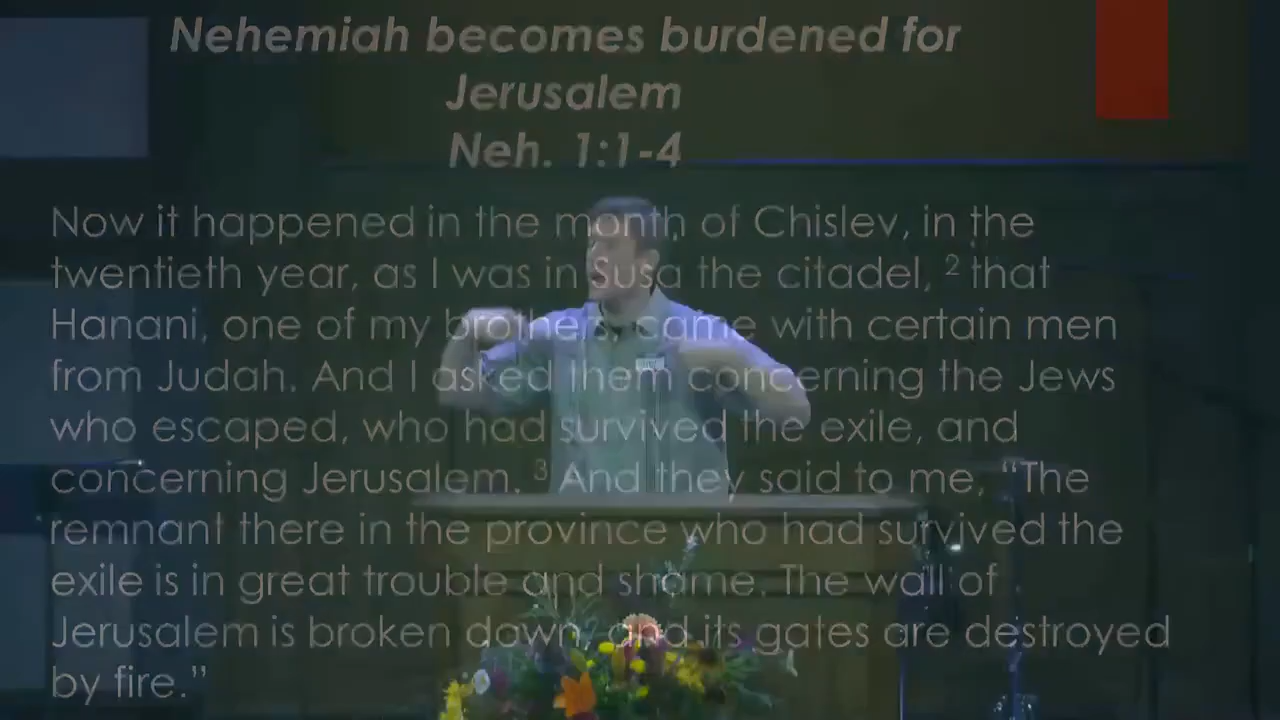 Nehemiah becomes burdened for
Jerusalem
Neh. 1:1-4
Now it happened in the month of Chislev, in the
twentieth year, as I was in Susa the citadel, ² that
Hanani, one of my brothers, came with certain men
from Judah. And I asked them concerning the Jews
who escaped, who had survived the exile, and
concerning Jerusalem. ³ And they said to me, “The
remnant there in the province who had survived the
exile is in great trouble and shame. The wall of
Jerusalem is broken down, and its gates are destroyed
by fire.”